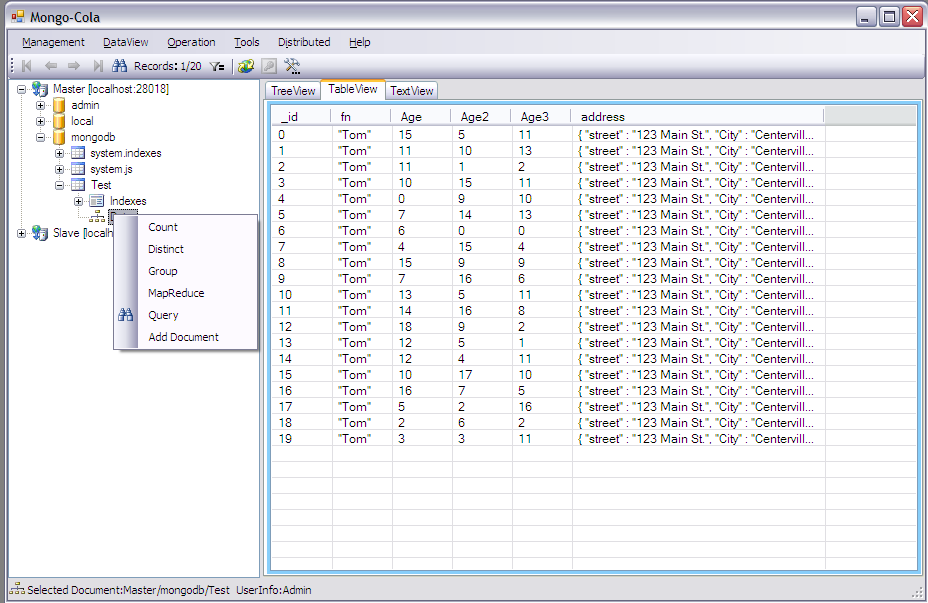 Mongo-Cola
Management DataView Operation Tools Distributed Help
Records: 1/20
Master [localhost:28018]
admin
local
mongodb
system.indexes
system.js
Test
Indexes
Slave [localh
Count
Distinct
Group
MapReduce
Query
Add Document
TreeView TableView TextView
_id fn Age Age2 Age3 address
0 "Tom" 15 5 11 { "street" : "123 Main St.", "City" : "Centervill...
1 "Tom" 11 10 13 { "street" : "123 Main St.", "City" : "Centervill...
2 "Tom" 11 1 2 { "street" : "123 Main St.", "City" : "Centervill...
3 "Tom" 10 15 11 { "street" : "123 Main St.", "City" : "Centervill...
4 "Tom" 0 9 10 { "street" : "123 Main St.", "City" : "Centervill...
5 "Tom" 7 14 13 { "street" : "123 Main St.", "City" : "Centervill...
6 "Tom" 6 0 0 { "street" : "123 Main St.", "City" : "Centervill...
7 "Tom" 4 15 4 { "street" : "123 Main St.", "City" : "Centervill...
8 "Tom" 15 9 9 { "street" : "123 Main St.", "City" : "Centervill...
9 "Tom" 7 16 6 { "street" : "123 Main St.", "City" : "Centervill...
10 "Tom" 13 5 11 { "street" : "123 Main St.", "City" : "Centervill...
11 "Tom" 14 16 8 { "street" : "123 Main St.", "City" : "Centervill...
12 "Tom" 18 9 2 { "street" : "123 Main St.", "City" : "Centervill...
13 "Tom" 12 5 1 { "street" : "123 Main St.", "City" : "Centervill...
14 "Tom" 12 4 11 { "street" : "123 Main St.", "City" : "Centervill...
15 "Tom" 10 17 10 { "street" : "123 Main St.", "City" : "Centervill...
16 "Tom" 16 7 5 { "street" : "123 Main St.", "City" : "Centervill...
17 "Tom" 5 2 16 { "street" : "123 Main St.", "City" : "Centervill...
18 "Tom" 2 6 2 { "street" : "123 Main St.", "City" : "Centervill...
19 "Tom" 3 3 11 { "street" : "123 Main St.", "City" : "Centervill...
Selected Document:Master/mongodb/Test UserInfo:Admin